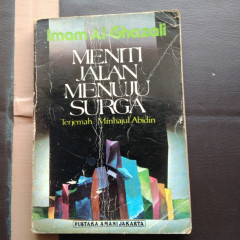 Imam Al-Ghazali
MENITI
JALAN
MENUJU
SURGA
Terjemah : Minhajul Abidin
PUSTAKA AMANI JAKARTA